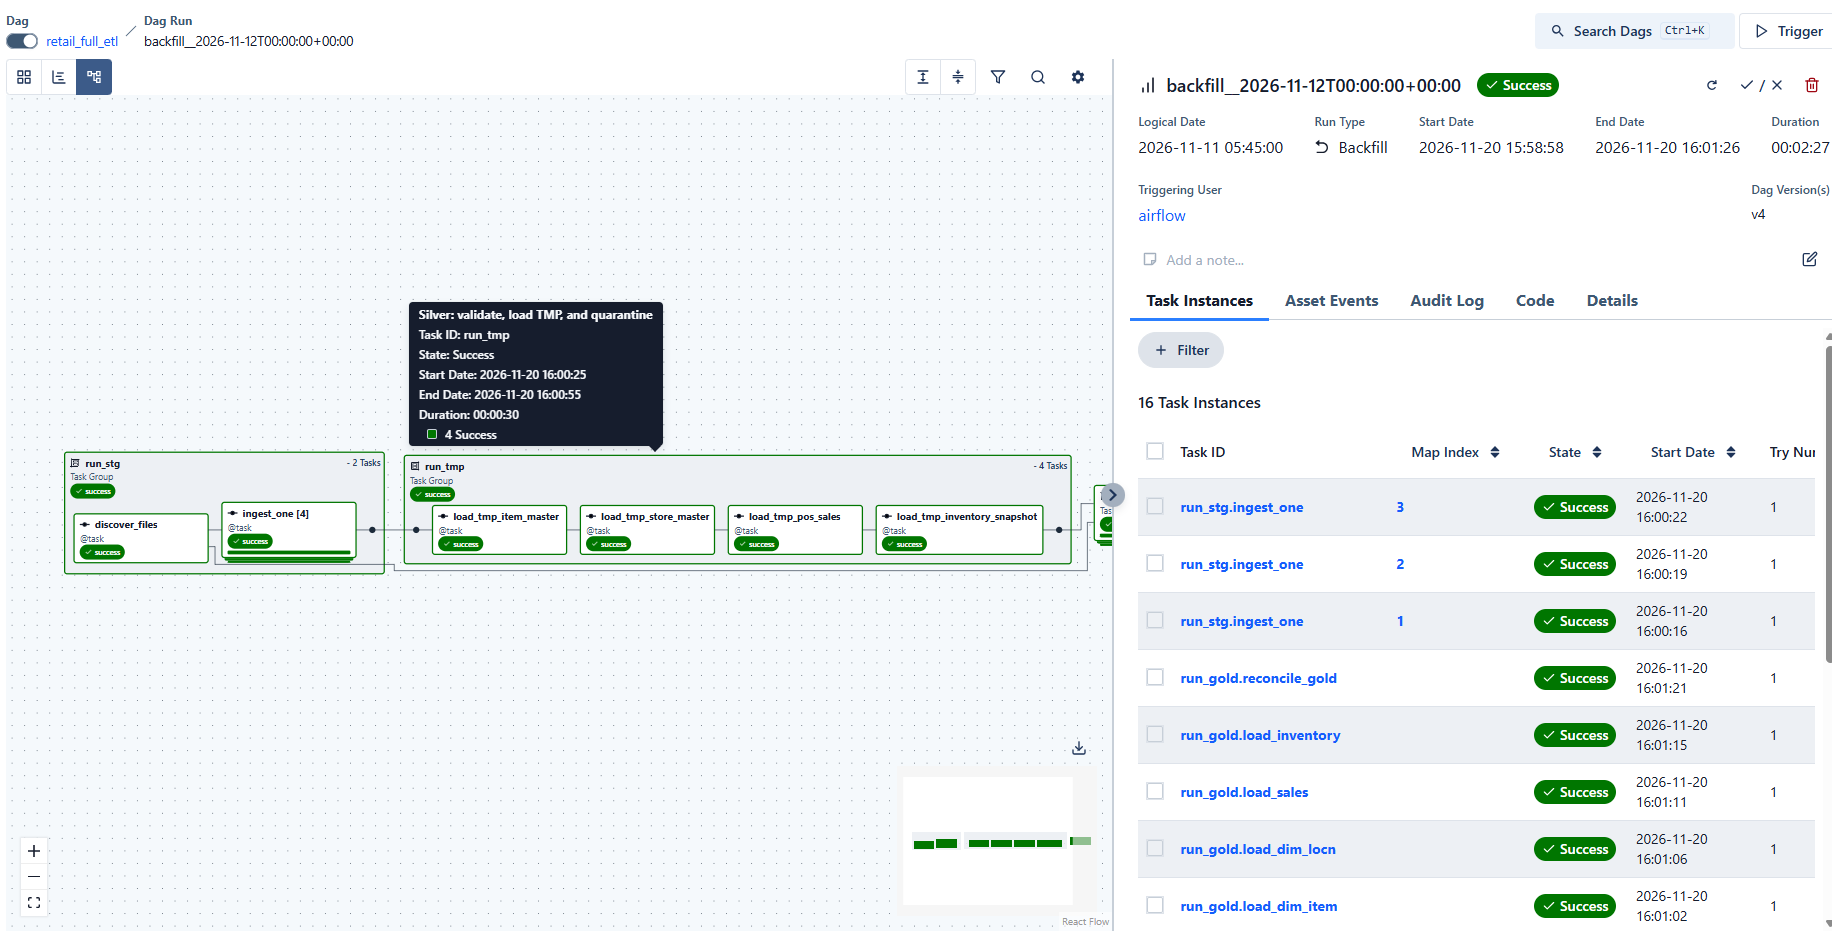 Dag
retail_full_etl
/
Dag Run
backfill__2026-11-12T00:00:00+00:00
Search Dags Ctrl+K
Trigger
Silver: validate, load TMP, and quarantine
Task ID: run_tmp
State: Success
Start Date: 2026-11-20 16:00:25
End Date: 2026-11-20 16:00:55
Duration: 00:00:30
4 Success
run_stg - 2 Tasks
Task Group
success
discover_files
@task
success
ingest_one [4]
@task
success
run_tmp - 4 Tasks
Task Group
success
load_tmp_item_master
@task
success
load_tmp_store_master
@task
success
load_tmp_pos_sales
@task
success
load_tmp_inventory_snapshot
@task
success
React Flow
backfill__2026-11-12T00:00:00+00:00 Success
/
Logical Date Run Type Start Date End Date Duration
2026-11-11 05:45:00 Backfill 2026-11-20 15:58:58 2026-11-20 16:01:26 00:02:27
Triggering User Dag Version(s)
airflow v4
Add a note...
Task Instances Asset Events Audit Log Code Details
+ Filter
16 Task Instances
Task ID Map Index State Start Date Try Nu
run_stg.ingest_one 3 Success 2026-11-20 16:00:22 1
run_stg.ingest_one 2 Success 2026-11-20 16:00:19 1
run_stg.ingest_one 1 Success 2026-11-20 16:00:16 1
run_gold.reconcile_gold Success 2026-11-20 16:01:21 1
run_gold.load_inventory Success 2026-11-20 16:01:15 1
run_gold.load_sales Success 2026-11-20 16:01:11 1
run_gold.load_dim_locn Success 2026-11-20 16:01:06 1
run_gold.load_dim_item Success 2026-11-20 16:01:02 1